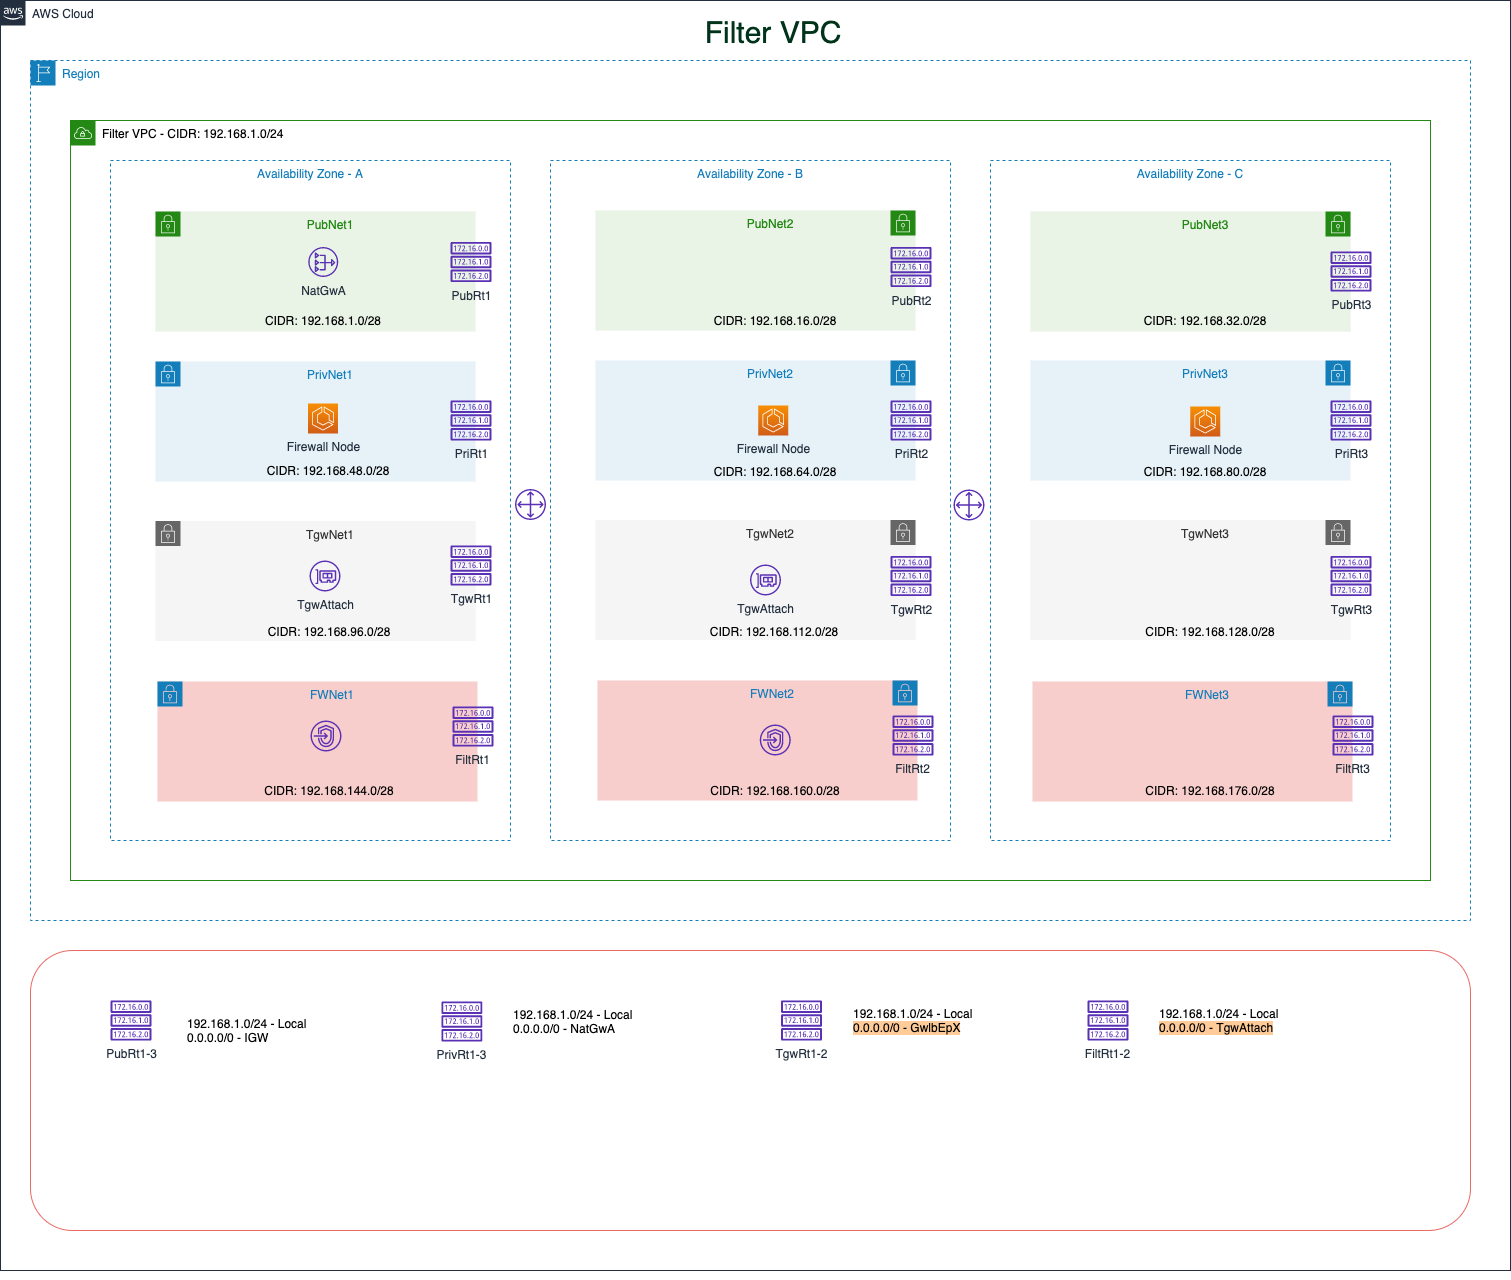 aws
AWS Cloud
Filter VPC
Region
Filter VPC - CIDR: 192.168.1.0/24
Availability Zone - A
Availability Zone - B
Availability Zone - C
PubNet1
172.16.0.0
172.16.1.0
172.16.2.0
NatGwA
PubRt1
CIDR: 192.168.1.0/28
PubNet2
172.16.0.0
172.16.1.0
172.16.2.0
PubRt2
CIDR: 192.168.16.0/28
PubNet3
172.16.0.0
172.16.1.0
172.16.2.0
PubRt3
CIDR: 192.168.32.0/28
PrivNet1
172.16.0.0
172.16.1.0
172.16.2.0
Firewall Node
PriRt1
CIDR: 192.168.48.0/28
PrivNet2
172.16.0.0
172.16.1.0
172.16.2.0
Firewall Node
PriRt2
CIDR: 192.168.64.0/28
PrivNet3
172.16.0.0
172.16.1.0
172.16.2.0
Firewall Node
PriRt3
CIDR: 192.168.80.0/28
TgwNet1
172.16.0.0
172.16.1.0
172.16.2.0
TgwAttach
TgwRt1
CIDR: 192.168.96.0/28
TgwNet2
172.16.0.0
172.16.1.0
172.16.2.0
TgwAttach
TgwRt2
CIDR: 192.168.112.0/28
TgwNet3
172.16.0.0
172.16.1.0
172.16.2.0
TgwRt3
CIDR: 192.168.128.0/28
FWNet1
172.16.0.0
172.16.1.0
172.16.2.0
FiltRt1
CIDR: 192.168.144.0/28
FWNet2
172.16.0.0
172.16.1.0
172.16.2.0
FiltRt2
CIDR: 192.168.160.0/28
FWNet3
172.16.0.0
172.16.1.0
172.16.2.0
FiltRt3
CIDR: 192.168.176.0/28
172.16.0.0
172.16.1.0
172.16.2.0
PubRt1-3
192.168.1.0/24 - Local
0.0.0.0/0 - IGW
172.16.0.0
172.16.1.0
172.16.2.0
PrivRt1-3
192.168.1.0/24 - Local
0.0.0.0/0 - NatGwA
172.16.0.0
172.16.1.0
172.16.2.0
TgwRt1-2
192.168.1.0/24 - Local
0.0.0.0/0 - GwlbEpX
172.16.0.0
172.16.1.0
172.16.2.0
FiltRt1-2
192.168.1.0/24 - Local
0.0.0.0/0 - TgwAttach